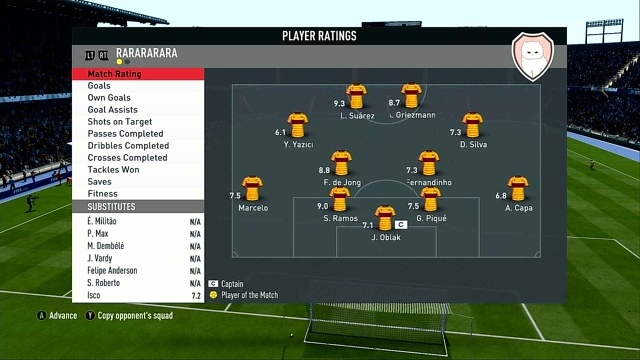 PLAYER RATINGS
LT RT RARARARARA
Match Rating
Goals
Own Goals
Goal Assists
Shots on Target
Passes Completed
Dribbles Completed
Crosses Completed
Tackles Won
Saves
Fitness
SUBSTITUTES
É. Militão N/A
P. Max N/A
M. Dembélé N/A
J. Vardy N/A
Felipe Anderson N/A
S. Roberto N/A
Isco 7.2
9.3 8.7
L. Suárez Griezmann
6.1 7.3
Y. Yazici D. Silva
8.8 7.3
F. de Jong Fernandinho
7.5 9.0 7.5 6.8
Marcelo S. Ramos G. Piqué A. Capa
7.1 C
J. Oblak
C Captain
Player of the Match
A Advance Y Copy opponent's squad